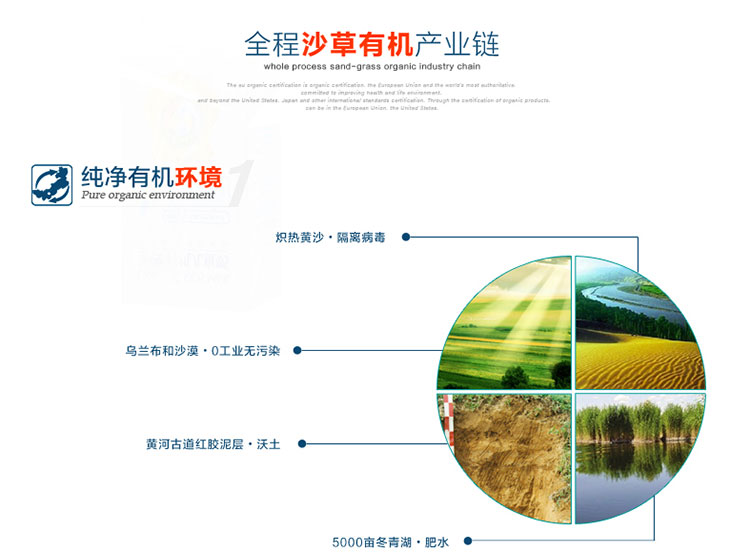 全程沙草有机产业链
whole process sand-grass organic industry chain
The eu organic certification is organic certification, the European Union and the world's most authoritative
committed to improving health and life environment.
and beyond the United States, Japan and other international standards certification. Through the certification of organic products,
can be in the European Union, the United States.
纯净有机环境
Pure organic environment
1
炽热黄沙·隔离病毒
乌兰布和沙漠·0工业无污染
黄河古道红胶泥层·沃土
5000亩冬青湖·肥水